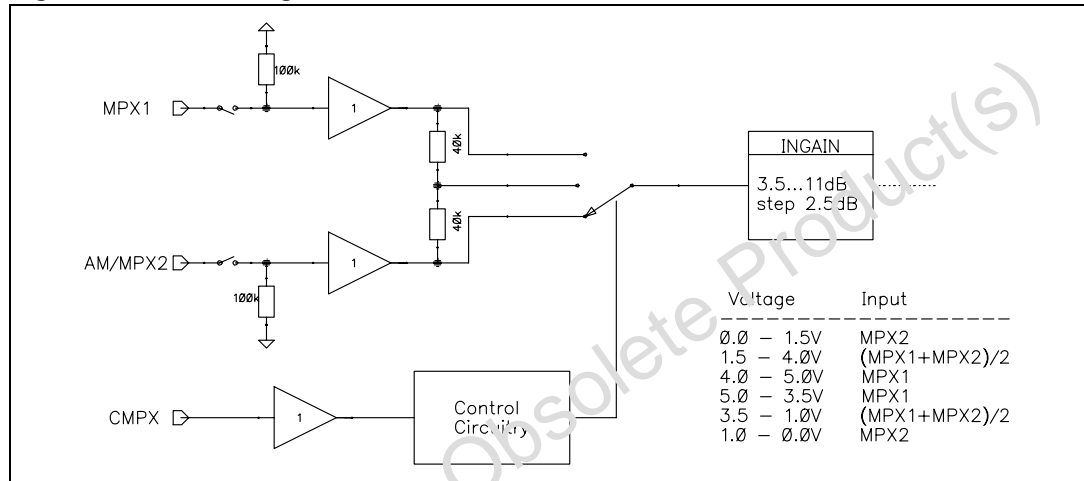 100k
MPX1
1
40k
INGAIN
3.5...11dB
step 2.5dB
40k
AM/MPX2
1
100k
Voltage Input
0.0 – 1.5V MPX2
1.5 – 4.0V (MPX1+MPX2)/2
4.0 – 5.0V MPX1
5.0 – 3.5V MPX1
3.5 – 1.0V (MPX1+MPX2)/2
1.0 – 0.0V MPX2
CMPX
1
Control
Circuitry
Obsolete Product(s)